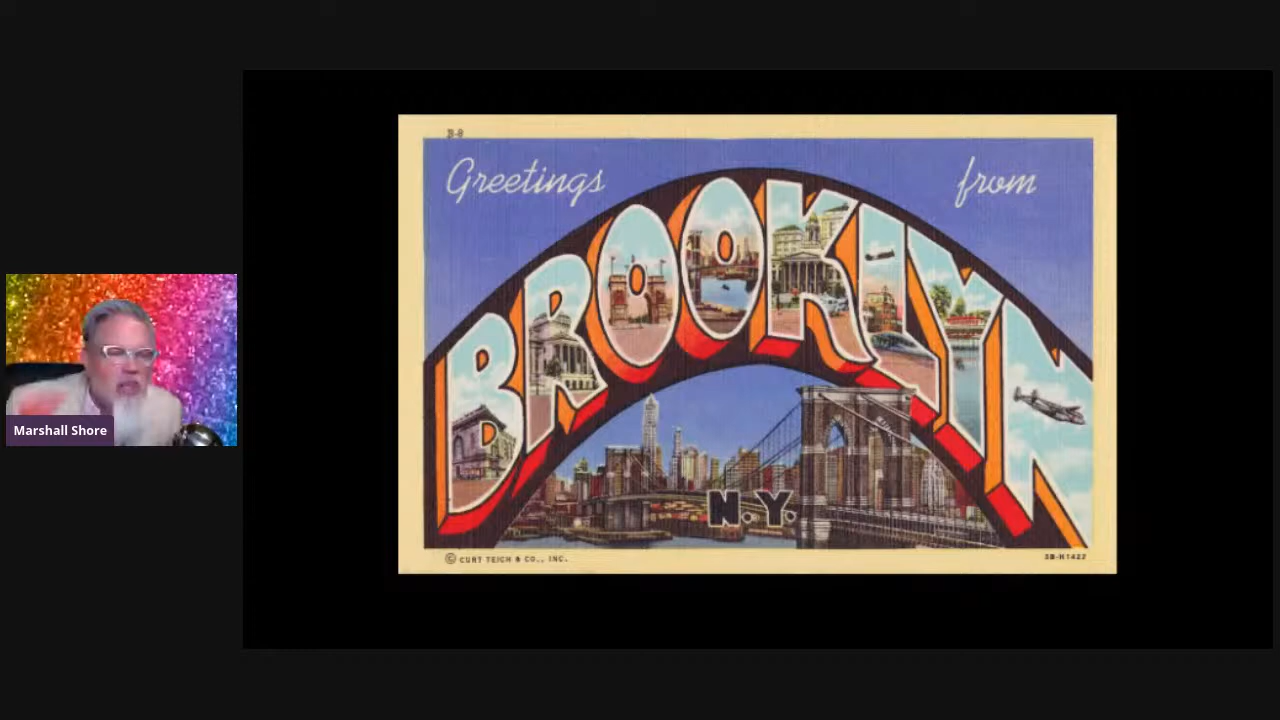 Marshall Shore
Greetings from
BROOKLYN
N.Y.
© CURT TEICH & CO., INC.